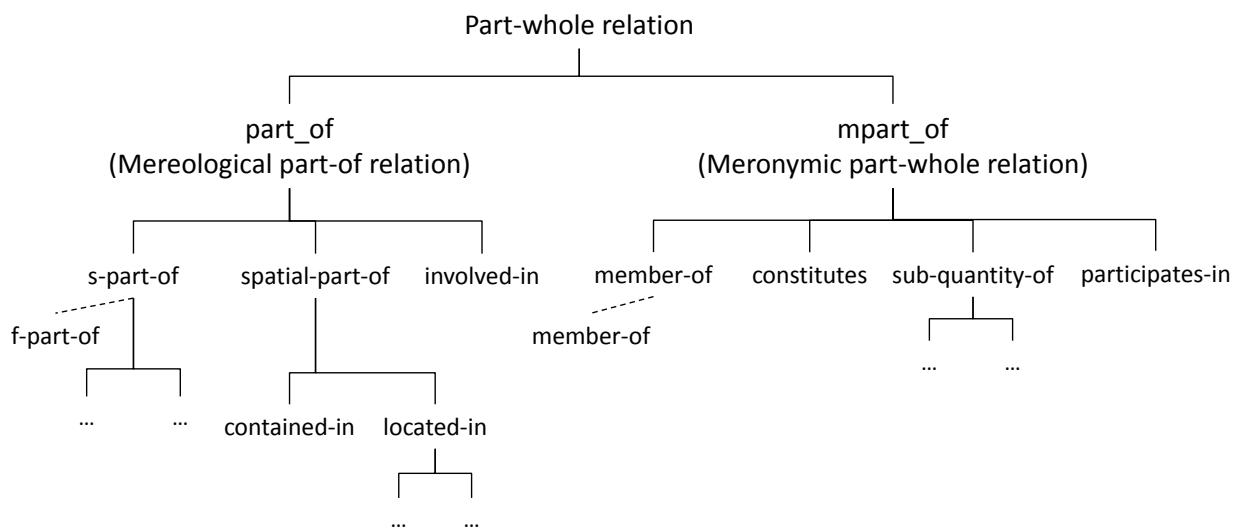 Part-whole relation
part_of
(Mereological part-of relation)
mpart_of
(Meronymic part-whole relation)
s-part-of
spatial-part-of
involved-in
member-of
constitutes
sub-quantity-of
participates-in
f-part-of
member-of
...
...
...
...
contained-in
located-in
...
...